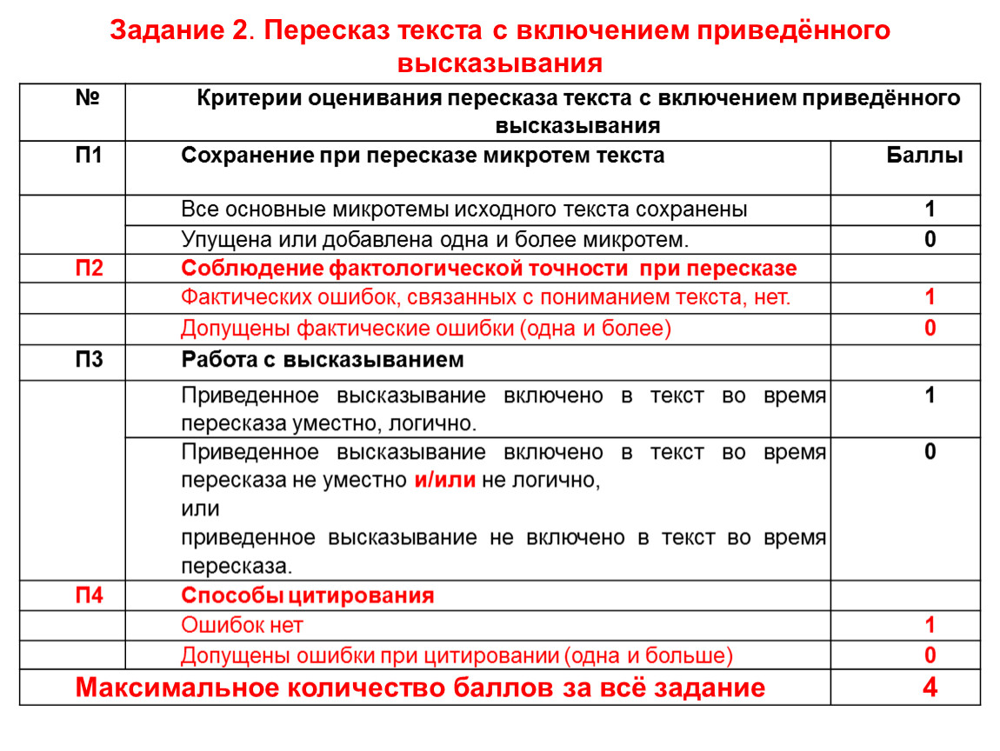 Задание 2. Пересказ текста с включением приведённого
высказывания
№ Критерии оценивания пересказа текста с включением приведённого
высказывания
П1 Сохранение при пересказе микротем текста Баллы
Все основные микротемы исходного текста сохранены 1
Упущена или добавлена одна и более микротем. 0
П2 Соблюдение фактологической точности при пересказе
Фактических ошибок, связанных с пониманием текста, нет. 1
Допущены фактические ошибки (одна и более) 0
П3 Работа с высказыванием
Приведенное высказывание включено в текст во время 1
пересказа уместно, логично.
Приведенное высказывание включено в текст во время 0
пересказа не уместно и/или не логично,
или
приведенное высказывание не включено в текст во время
пересказа.
П4 Способы цитирования
Ошибок нет 1
Допущены ошибки при цитировании (одна и больше) 0
Максимальное количество баллов за всё задание 4